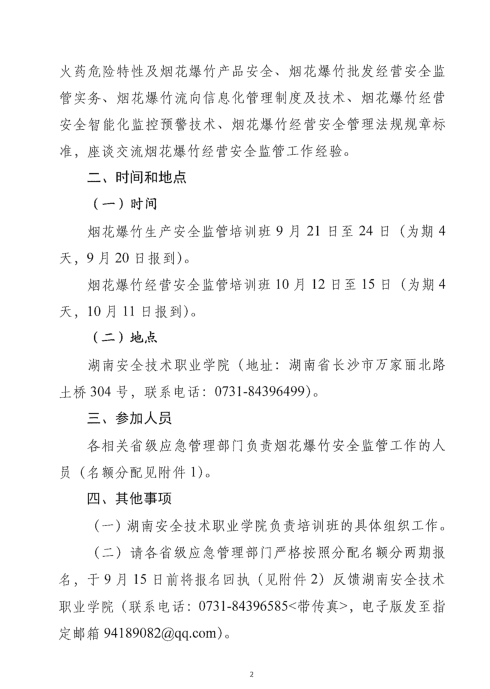 火药危险特性及烟花爆竹产品安全、烟花爆竹批发经营安全监
管实务、烟花爆竹流向信息化管理制度及技术、烟花爆竹经营
安全智能化监控预警技术、烟花爆竹经营安全管理法规规章标
准，座谈交流烟花爆竹经营安全监管工作经验。
二、时间和地点
（一）时间
烟花爆竹生产安全监管培训班 9 月 21 日至 24 日（为期 4
天，9 月 20 日报到）。
烟花爆竹经营安全监管培训班 10 月 12 日至 15 日（为期 4
天，10 月 11 日报到）。
（二）地点
湖南安全技术职业学院（地址：湖南省长沙市万家丽北路
土桥 304 号，联系电话：0731-84396499）。
三、参加人员
各相关省级应急管理部门负责烟花爆竹安全监管工作的人
员（名额分配见附件 1）。
四、其他事项
（一）湖南安全技术职业学院负责培训班的具体组织工作。
（二）请各省级应急管理部门严格按照分配名额分两期报
名，于 9 月 15 日前将报名回执（见附件 2）反馈湖南安全技术
职业学院（联系电话：0731-84396585<带传真>，电子版发至指
定邮箱 94189082@qq.com）。
2